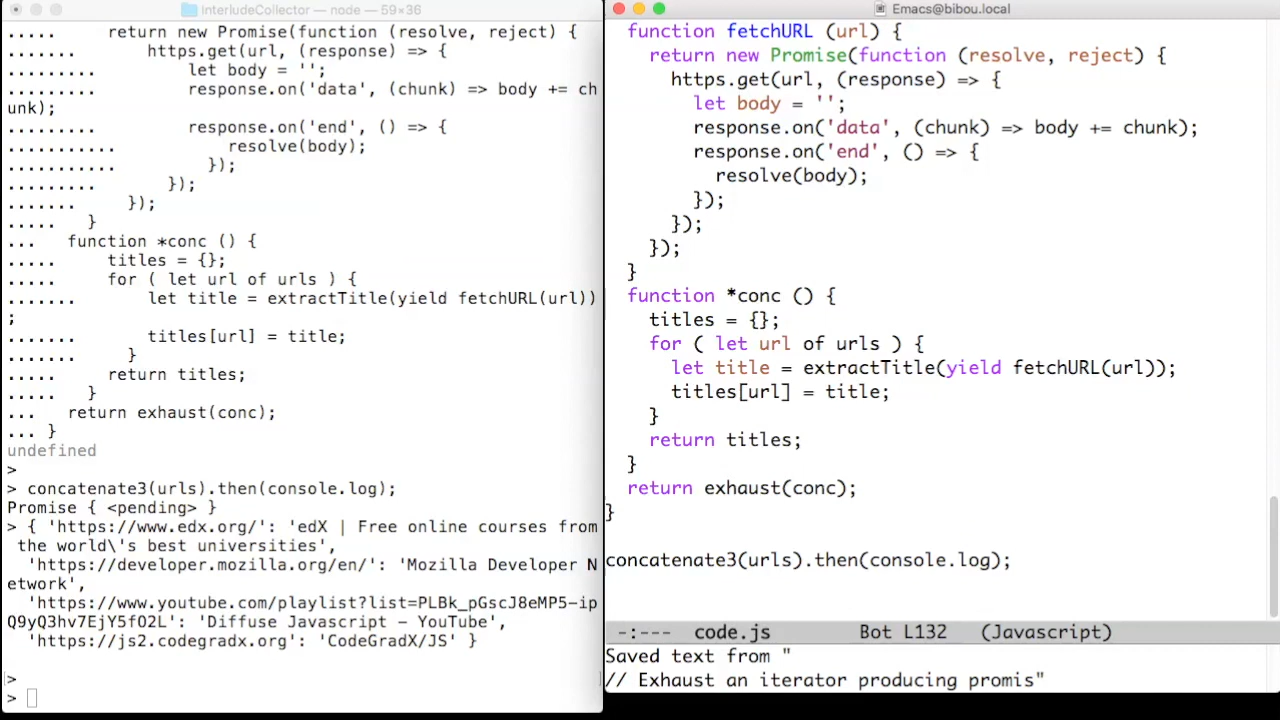 InterludeCollector — node — 59×36
.....     return new Promise(function (resolve, reject) {
.......       https.get(url, (response) => {
.........         let body = '';
.........         response.on('data', (chunk) => body += ch
unk);
.........         response.on('end', () => {
...........         resolve(body);
...........       });
.........     });
.......   });
..... }
...   function *conc () {
.....     titles = {};
.....     for ( let url of urls ) {
.......       let title = extractTitle(yield fetchURL(url))
;
.......       titles[url] = title;
.......     }
.....     return titles;
..... }
...   return exhaust(conc);
... }
undefined
>
> concatenate3(urls).then(console.log);
Promise { <pending> }
> { 'https://www.edx.org/': 'edX | Free online courses from
the world\'s best universities',
'https://developer.mozilla.org/en/': 'Mozilla Developer N
etwork',
'https://www.youtube.com/playlist?list=PLBk_pGscJ8eMP5-ip
Q9yQ3hv7EjY5fO2L': 'Diffuse Javascript - YouTube',
'https://js2.codegradx.org': 'CodeGradX/JS' }
>
>
Emacs@bibou.local
function fetchURL (url) {
return new Promise(function (resolve, reject) {
https.get(url, (response) => {
let body = '';
response.on('data', (chunk) => body += chunk);
response.on('end', () => {
resolve(body);
});
});
});
}
function *conc () {
titles = {};
for ( let url of urls ) {
let title = extractTitle(yield fetchURL(url));
titles[url] = title;
}
return titles;
}
return exhaust(conc);
}
concatenate3(urls).then(console.log);
-:--- code.js Bot L132 (Javascript)
Saved text from "
// Exhaust an iterator producing promis"